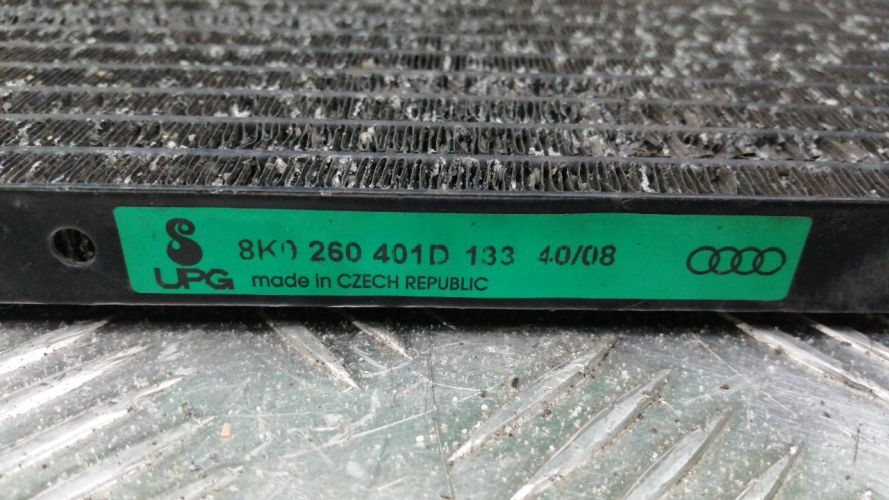 8K0 260 401D 133 40/08
UPG made in CZECH REPUBLIC